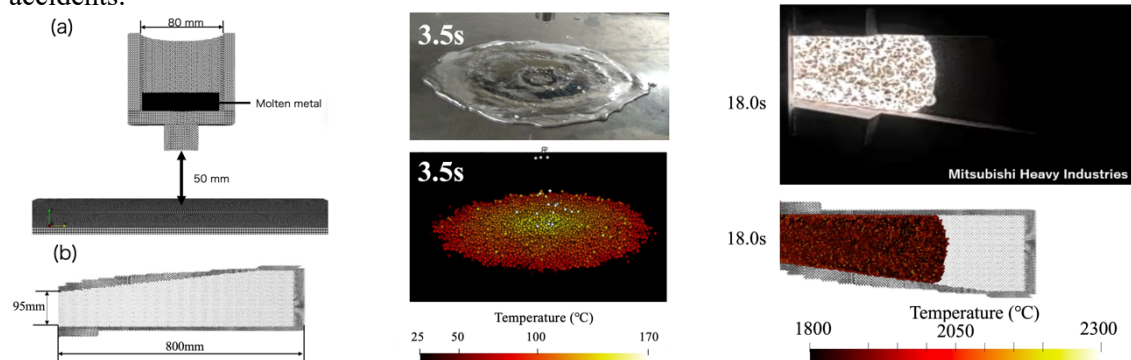 accidents.
(a)
80 mm
Molten metal
50 mm
(b)
95mm
800mm
3.5s
3.5s
Temperature (℃)
25 50 100 170
18.0s
Mitsubishi Heavy Industries
18.0s
Temperature (℃)
1800 2050 2300